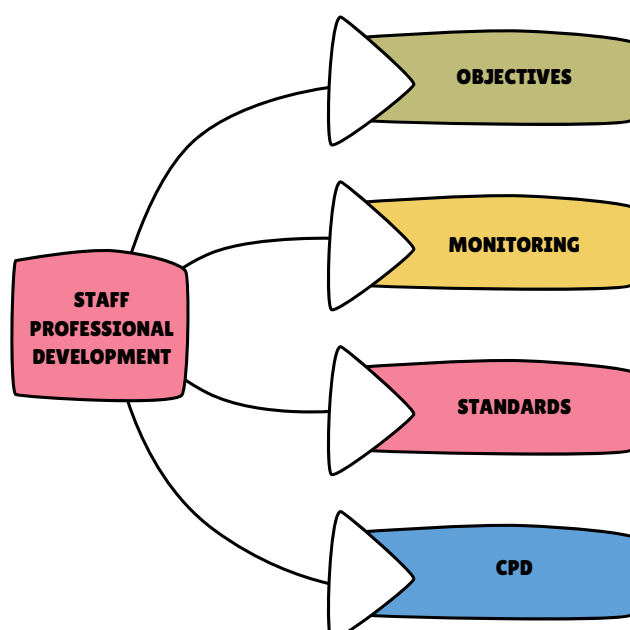 OBJECTIVES
MONITORING
STAFF
PROFESSIONAL
DEVELOPMENT
STANDARDS
CPD